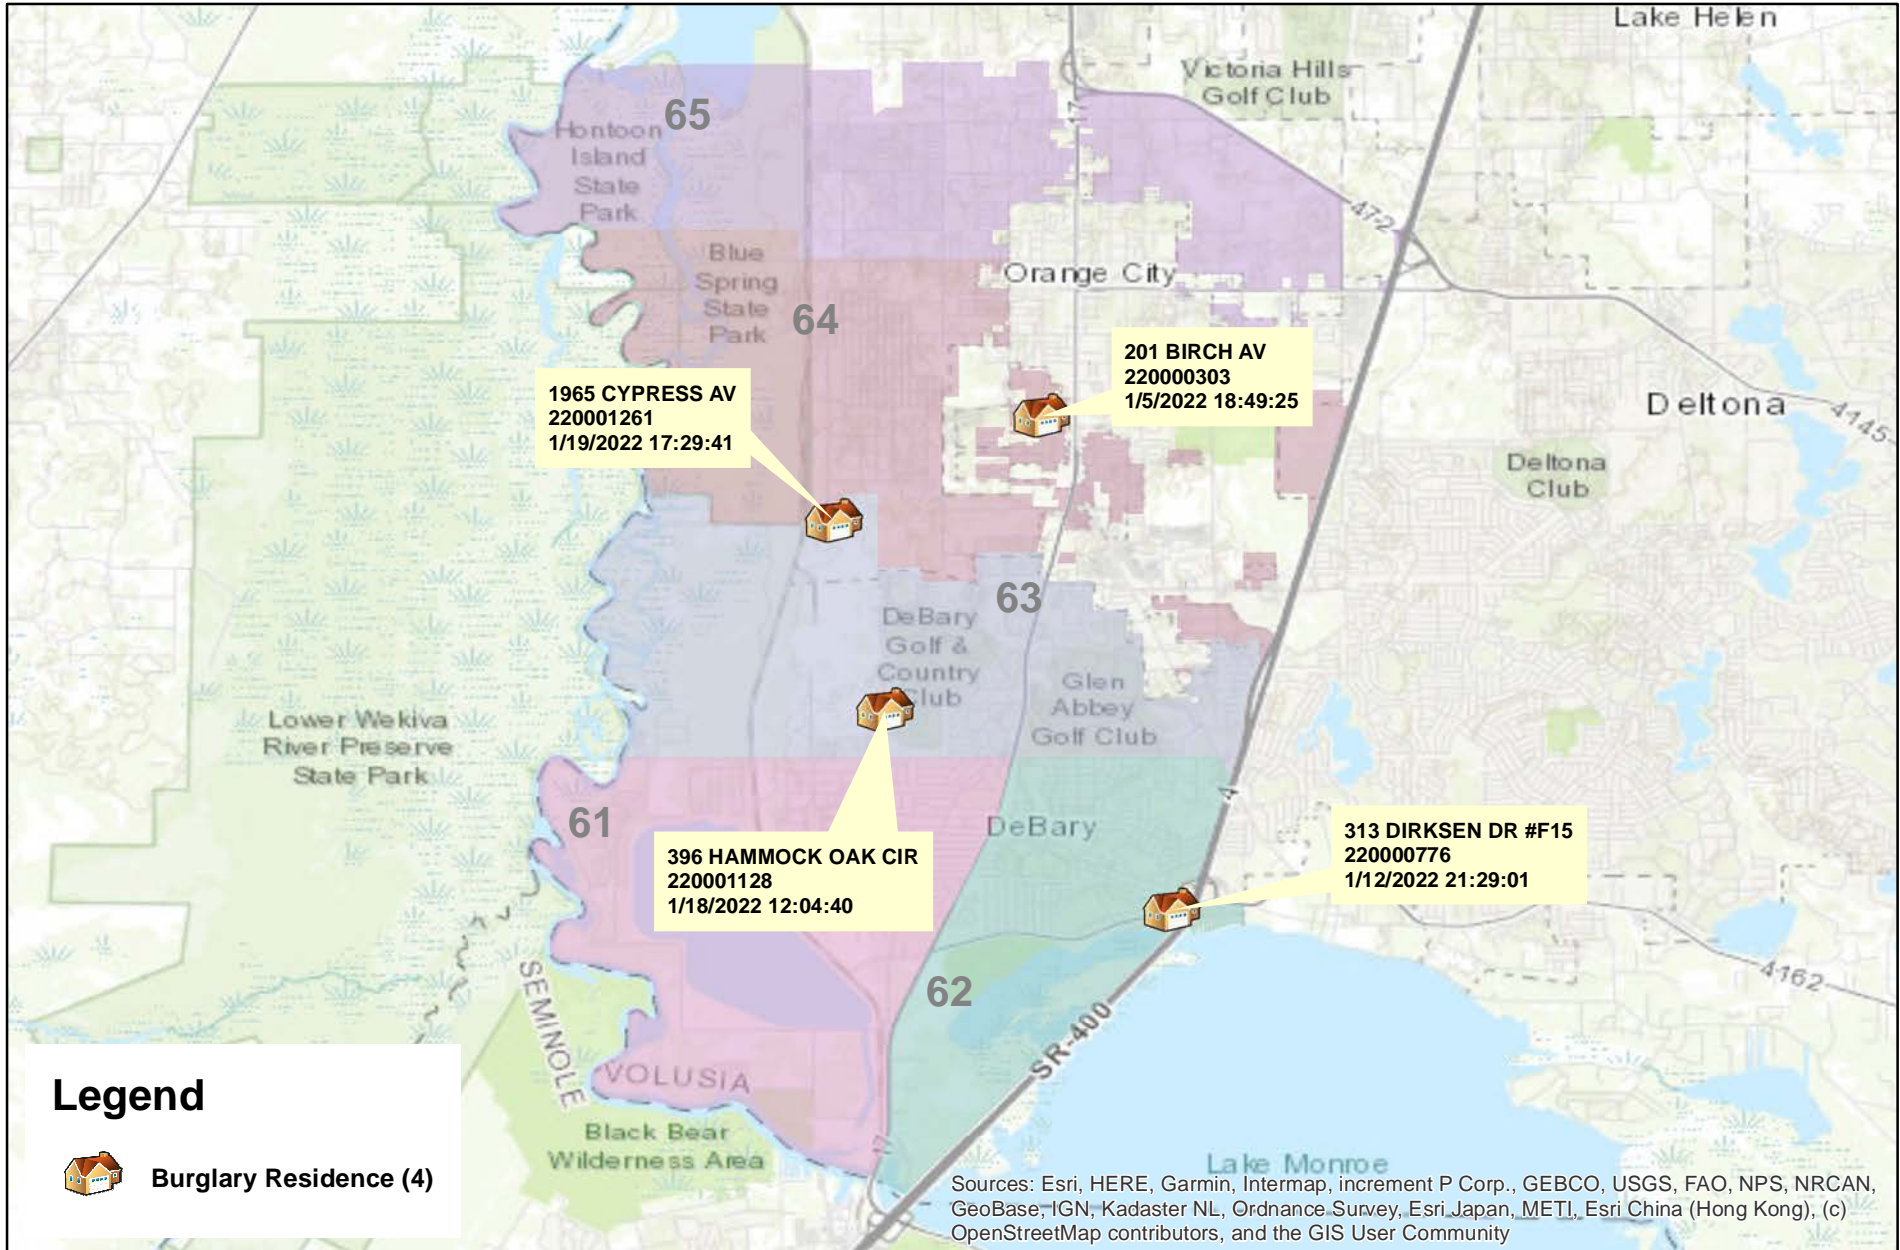 Lake Helen
Victoria Hills
Golf Club
65
17
Hontoon
Island
State
Park
472
Blue
Spring
State
Park
Orange City
64
201 BIRCH AV
220000303
1/5/2022 18:49:25
1965 CYPRESS AV
220001261
1/19/2022 17:29:41
Deltona
4145
Deltona
Club
63
DeBary
Golf &
Country
Club
Glen
Abbey
Golf Club
Lower Wekiva
River Preserve
State Park
4
61
DeBary
313 DIRKSEN DR #F15
220000776
1/12/2022 21:29:01
396 HAMMOCK OAK CIR
220001128
1/18/2022 12:04:40
4162
62
SEMINOLE
SR-400
VOLUSIA
Black Bear
Wilderness Area
17
Lake Monroe
Legend
Burglary Residence (4)
Sources: Esri, HERE, Garmin, Intermap, increment P Corp., GEBCO, USGS, FAO, NPS, NRCAN,
GeoBase, IGN, Kadaster NL, Ordnance Survey, Esri Japan, METI, Esri China (Hong Kong), (c)
OpenStreetMap contributors, and the GIS User Community